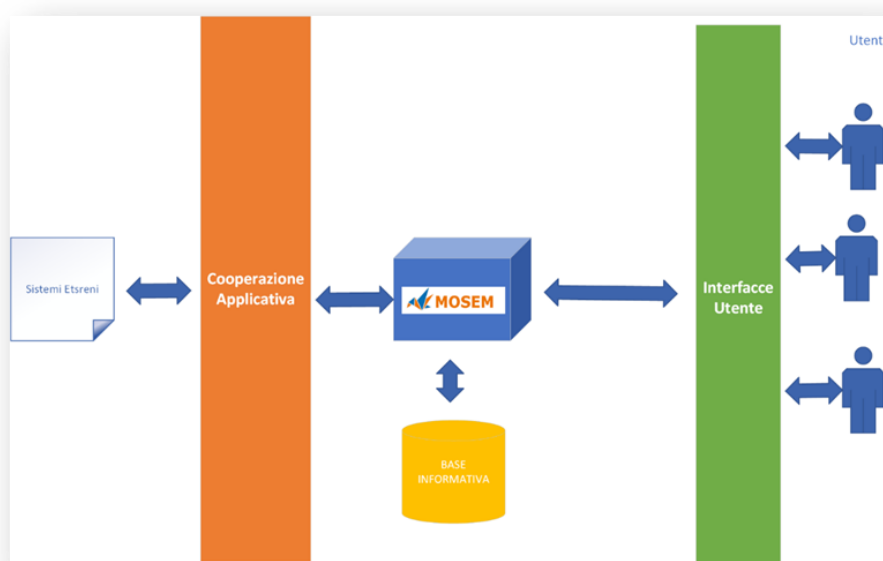 Utent
Sistemi Etsreni
Cooperazione
Applicativa
MOSEM
Interfacce
Utente
BASE
INFORMATIVA